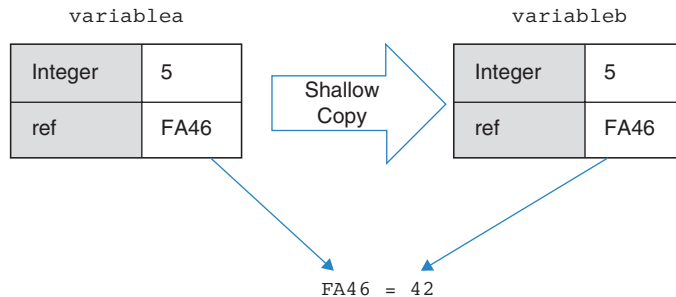 variablea
variableb
Integer 5
ref FA46
Shallow
Copy
Integer 5
ref FA46
FA46 = 42